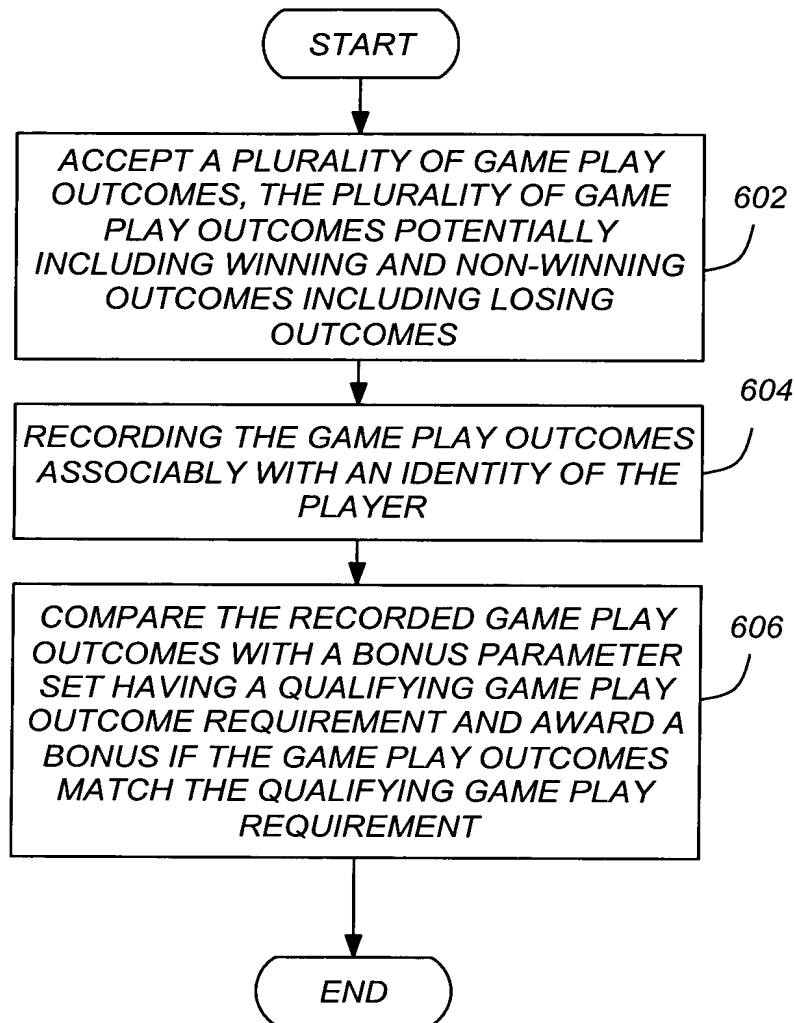 START
ACCEPT A PLURALITY OF GAME PLAY
OUTCOMES, THE PLURALITY OF GAME
PLAY OUTCOMES POTENTIALLY
INCLUDING WINNING AND NON-WINNING
OUTCOMES INCLUDING LOSING
OUTCOMES
602
RECORDING THE GAME PLAY OUTCOMES
ASSOCIABLY WITH AN IDENTITY OF THE
PLAYER
604
COMPARE THE RECORDED GAME PLAY
OUTCOMES WITH A BONUS PARAMETER
SET HAVING A QUALIFYING GAME PLAY
OUTCOME REQUIREMENT AND AWARD A
BONUS IF THE GAME PLAY OUTCOMES
MATCH THE QUALIFYING GAME PLAY
REQUIREMENT
606
END